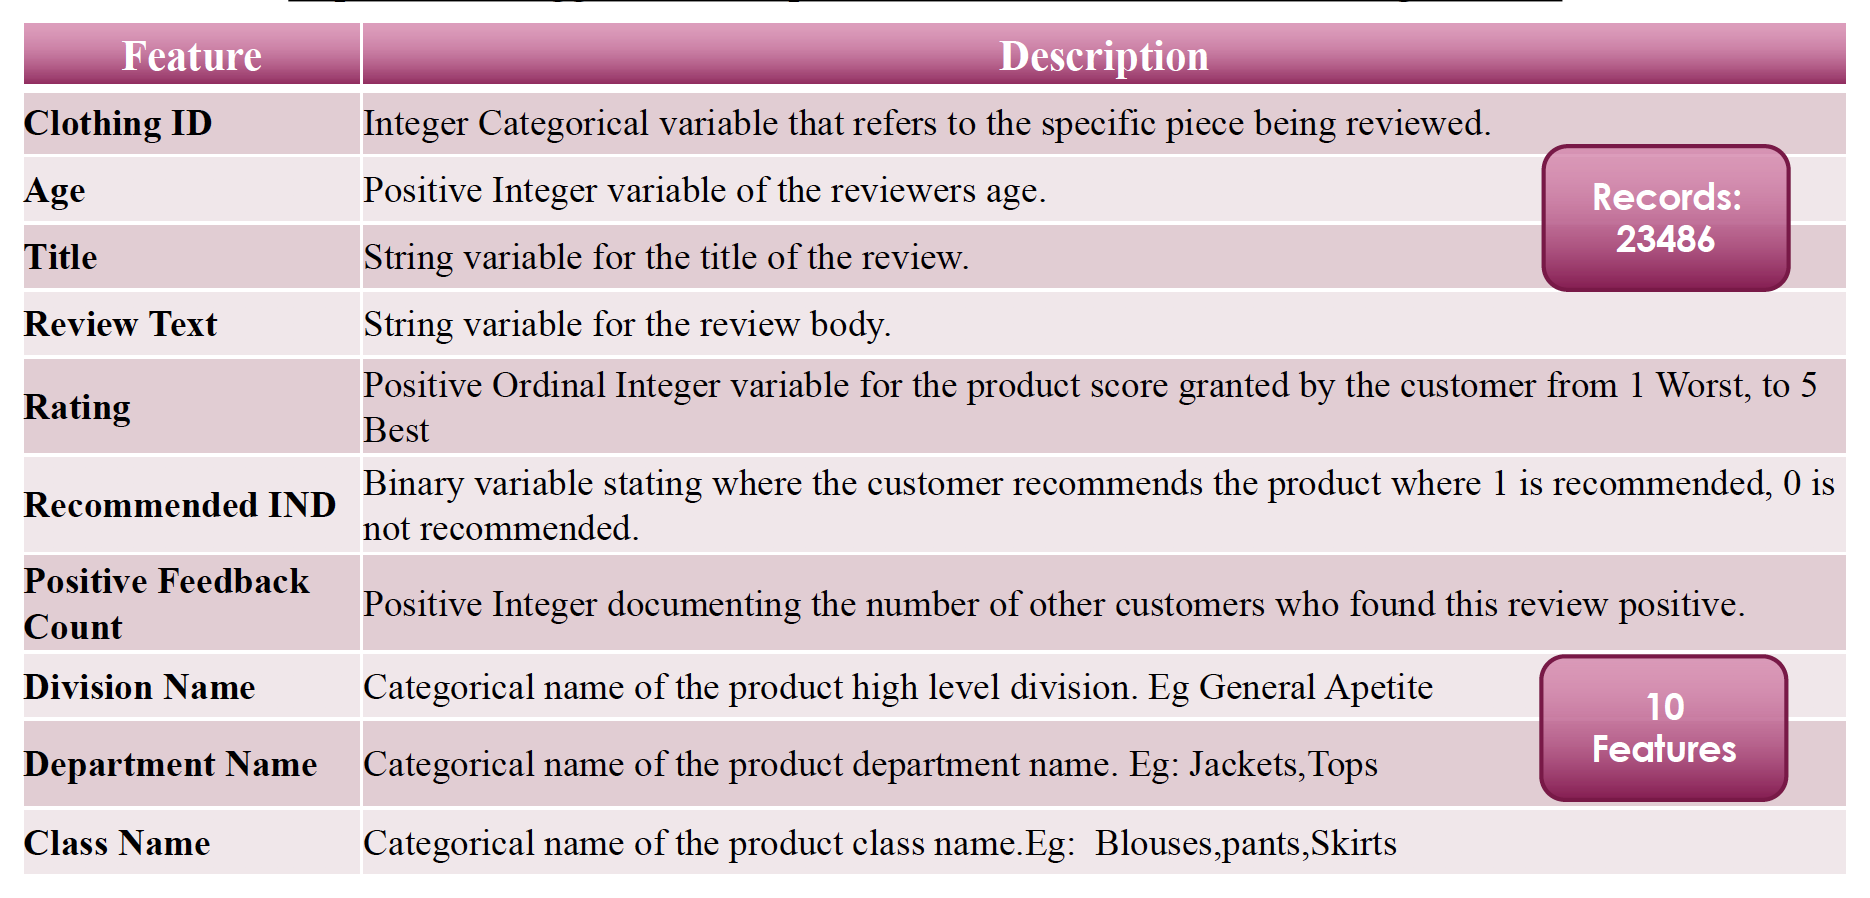 Feature Description
Clothing ID Integer Categorical variable that refers to the specific piece being reviewed.
Age Positive Integer variable of the reviewers age.
Records:
23486
Title String variable for the title of the review.
Review Text String variable for the review body.
Rating Positive Ordinal Integer variable for the product score granted by the customer from 1 Worst, to 5
Best
Recommended IND Binary variable stating where the customer recommends the product where 1 is recommended, 0 is
not recommended.
Positive Feedback
Count Positive Integer documenting the number of other customers who found this review positive.
Division Name Categorical name of the product high level division. Eg General Apetite
10
Features
Department Name Categorical name of the product department name. Eg: Jackets,Tops
Class Name Categorical name of the product class name.Eg:  Blouses,pants,Skirts